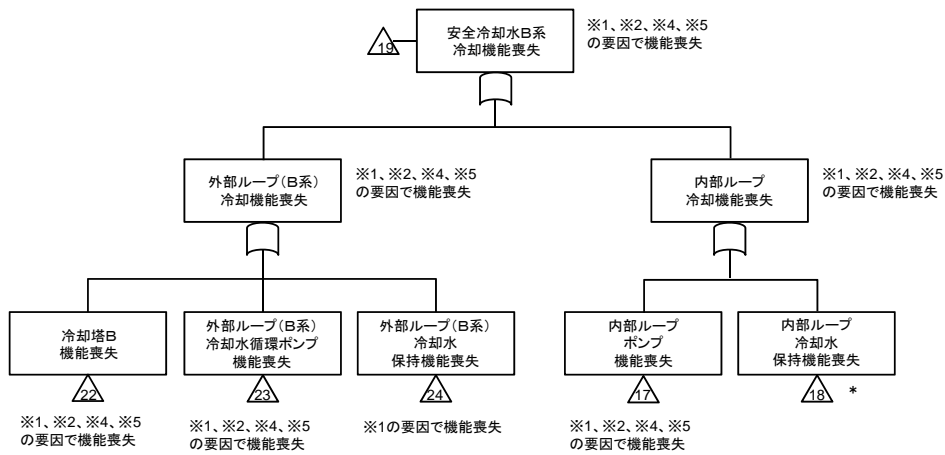 安全冷却水B系
冷却機能喪失
19
※1、※2、※4、※5
の要因で機能喪失
外部ループ(B系)
冷却機能喪失
※1、※2、※4、※5
の要因で機能喪失
内部ループ
冷却機能喪失
※1、※2、※4、※5
の要因で機能喪失
冷却塔B
機能喪失
22
※1、※2、※4、※5
の要因で機能喪失
外部ループ(B系)
冷却水循環ポンプ
機能喪失
23
※1、※2、※4、※5
の要因で機能喪失
外部ループ(B系)
冷却水
保持機能喪失
24
※1の要因で機能喪失
内部ループ
ポンプ
機能喪失
17
※1、※2、※4、※5
の要因で機能喪失
内部ループ
冷却水
保持機能喪失
18 *